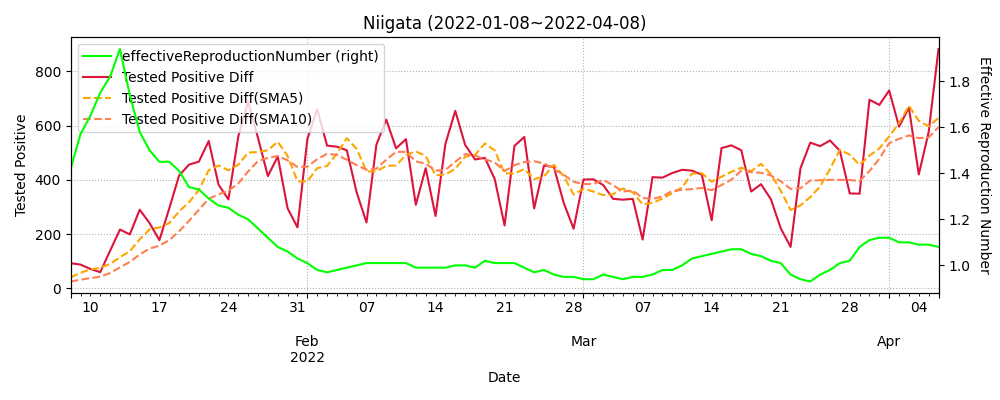 Niigata (2022-01-08~2022-04-08)
effectiveReproductionNumber (right)
Tested Positive Diff
Tested Positive Diff(SMA5)
Tested Positive Diff(SMA10)
Tested Positive
800
600
400
200
0
1.8
1.6
1.4
1.2
1.0
Effective Reproduction Number
10 17 24 31 07 14 21 28 07 14 21 28 04
Feb Mar Apr
2022
Date